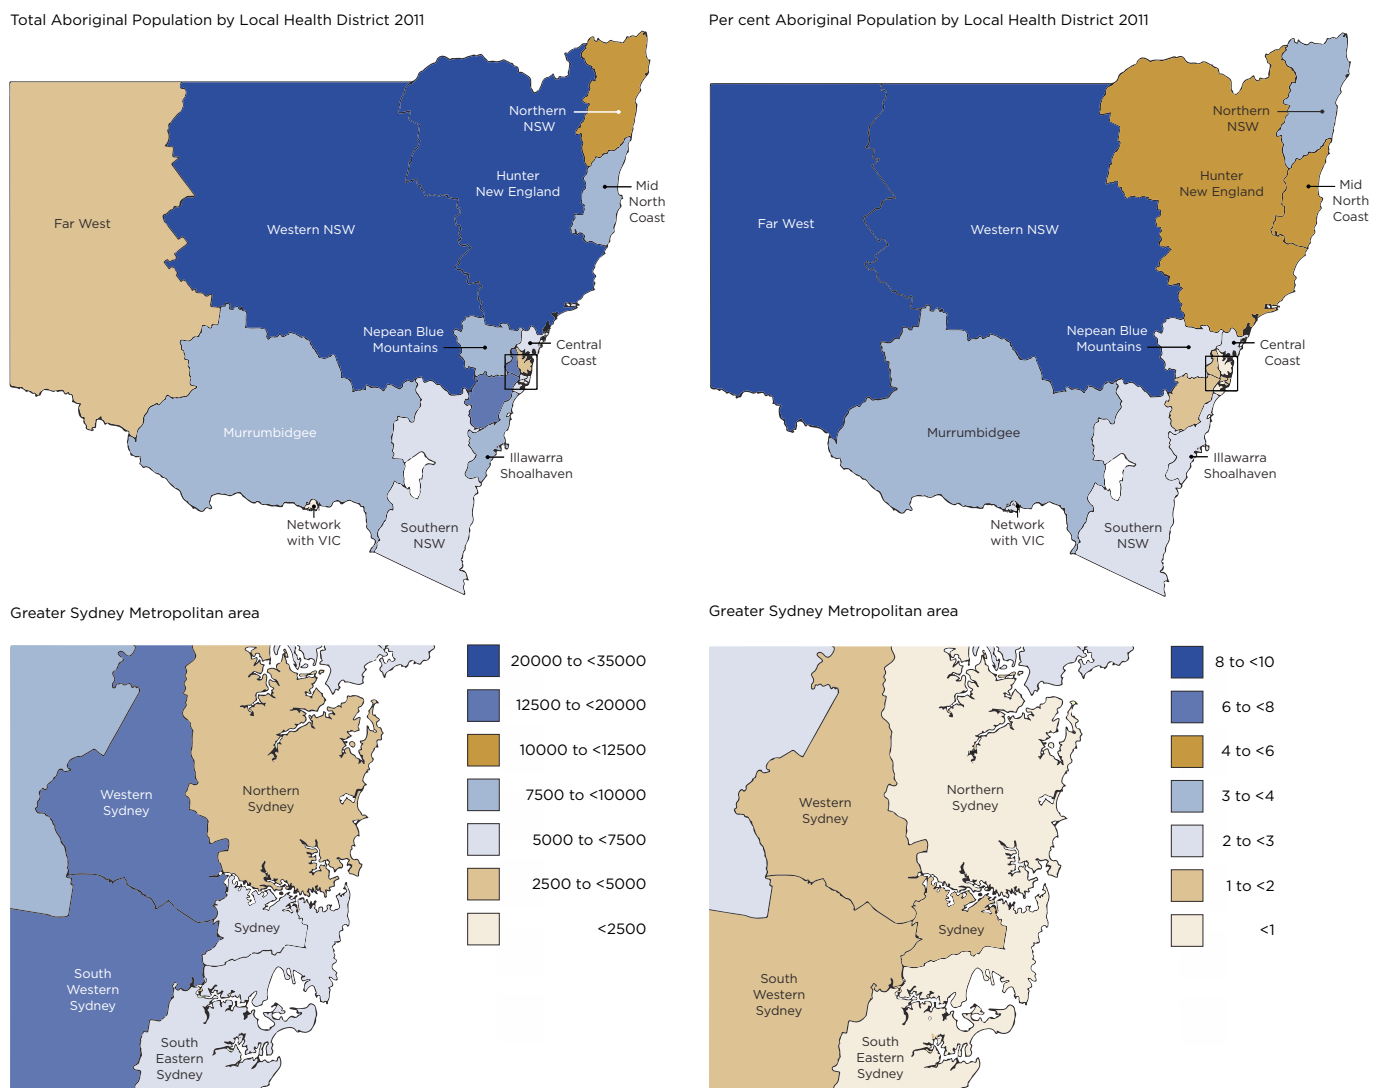 Total Aboriginal Population by Local Health District 2011
Northern
NSW
Hunter
New England
Mid
North
Coast
Far West
Western NSW
Nepean Blue
Mountains
Central
Coast
Murrumbidgee
Illawarra
Shoalhaven
Network
with VIC
Southern
NSW
Per cent Aboriginal Population by Local Health District 2011
Northern
NSW
Hunter
New England
Mid
North
Coast
Far West
Western NSW
Nepean Blue
Mountains
Central
Coast
Murrumbidgee
Illawarra
Shoalhaven
Network
with VIC
Southern
NSW
Greater Sydney Metropolitan area
Western
Sydney
Northern
Sydney
Sydney
South
Western
Sydney
South
Eastern
Sydney
20000 to <35000
12500 to <20000
10000 to <12500
7500 to <10000
5000 to <7500
2500 to <5000
<2500
Greater Sydney Metropolitan area
Western
Sydney
Northern
Sydney
Sydney
South
Western
Sydney
South
Eastern
Sydney
8 to <10
6 to <8
4 to <6
3 to <4
2 to <3
1 to <2
<1